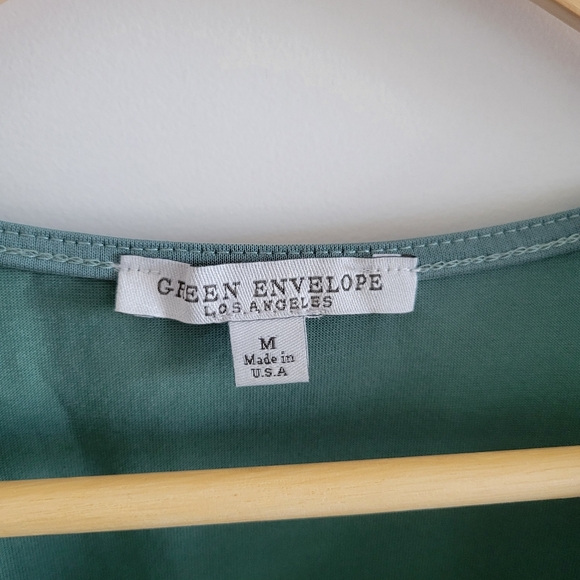 GREEN ENVELOPE
LOS ANGELES
M
Made in
U.S.A